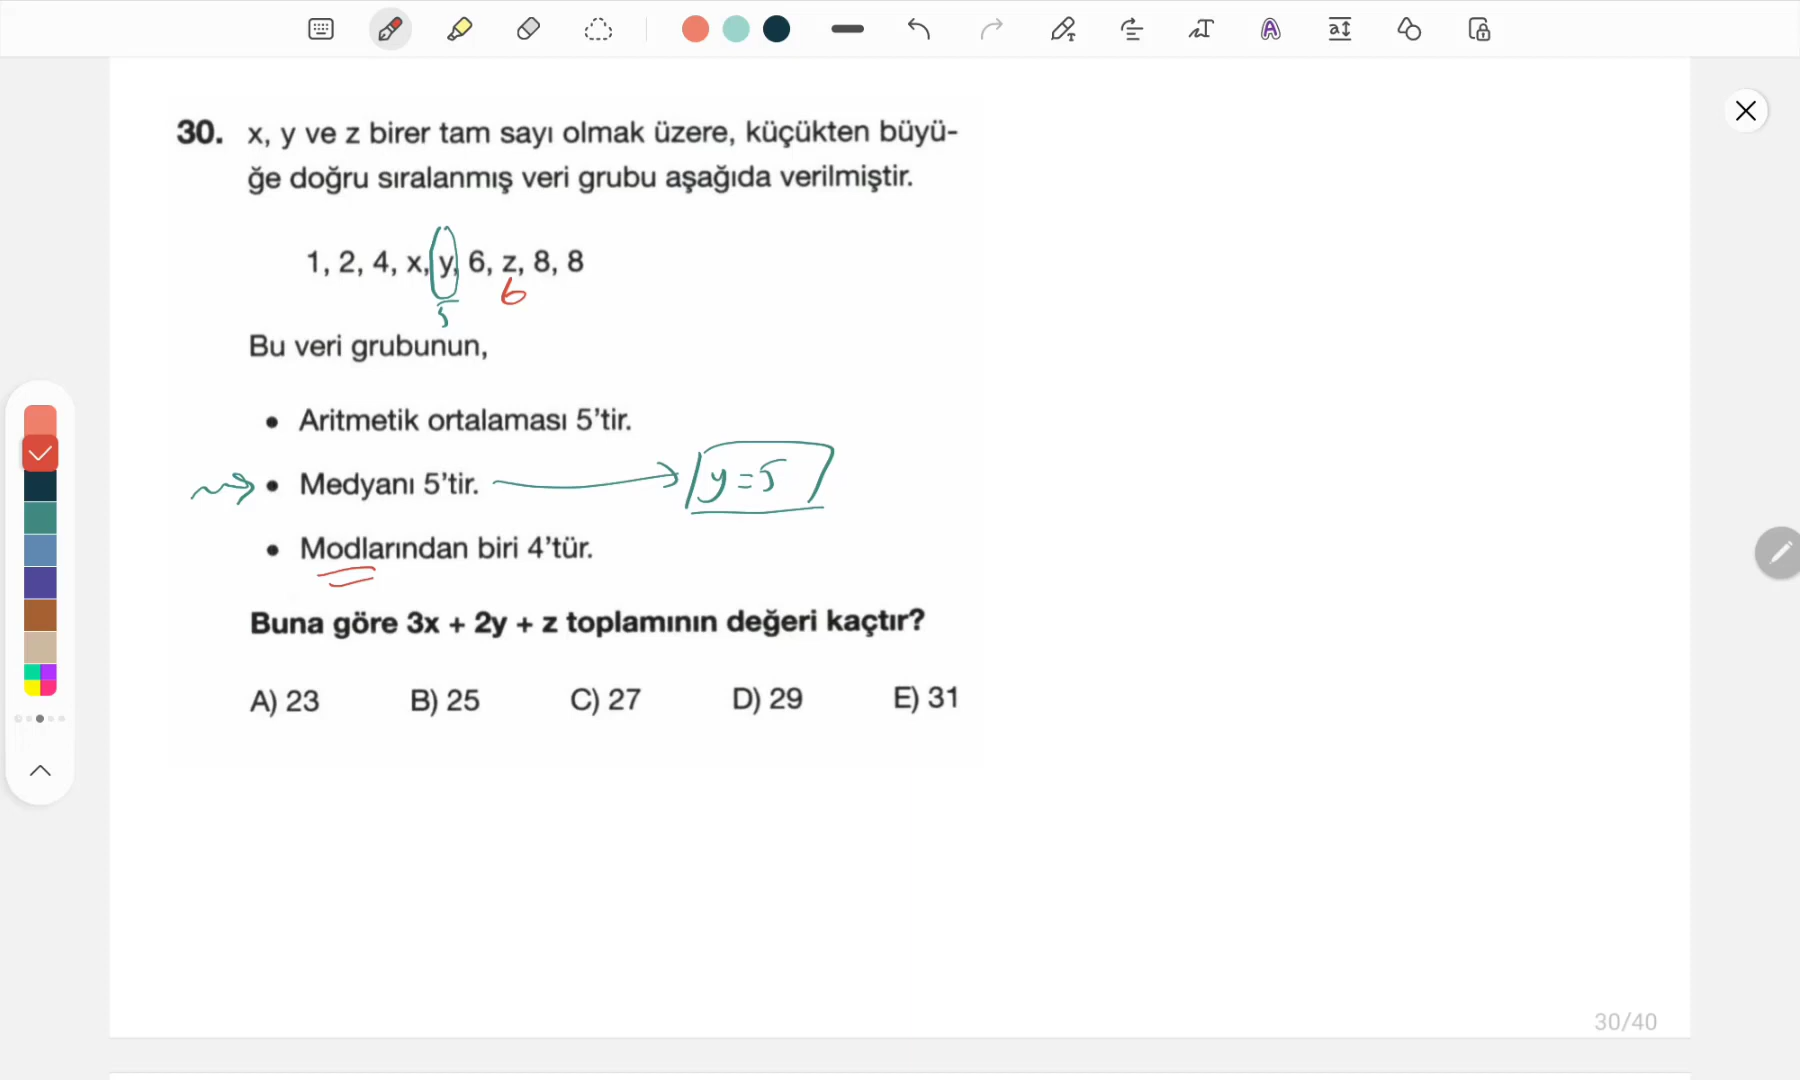 30. x, y ve z birer tam sayı olmak üzere, küçükten büyü-
ğe doğru sıralanmış veri grubu aşağıda verilmiştir.
1, 2, 4, x, y, 6, z, 8, 8
5 6
Bu veri grubunun,
• Aritmetik ortalaması 5'tir.
• Medyanı 5'tir. y = 5
• Modlarından biri 4'tür.
Buna göre 3x + 2y + z toplamının değeri kaçtır?
A) 23 B) 25 C) 27 D) 29 E) 31
30/40